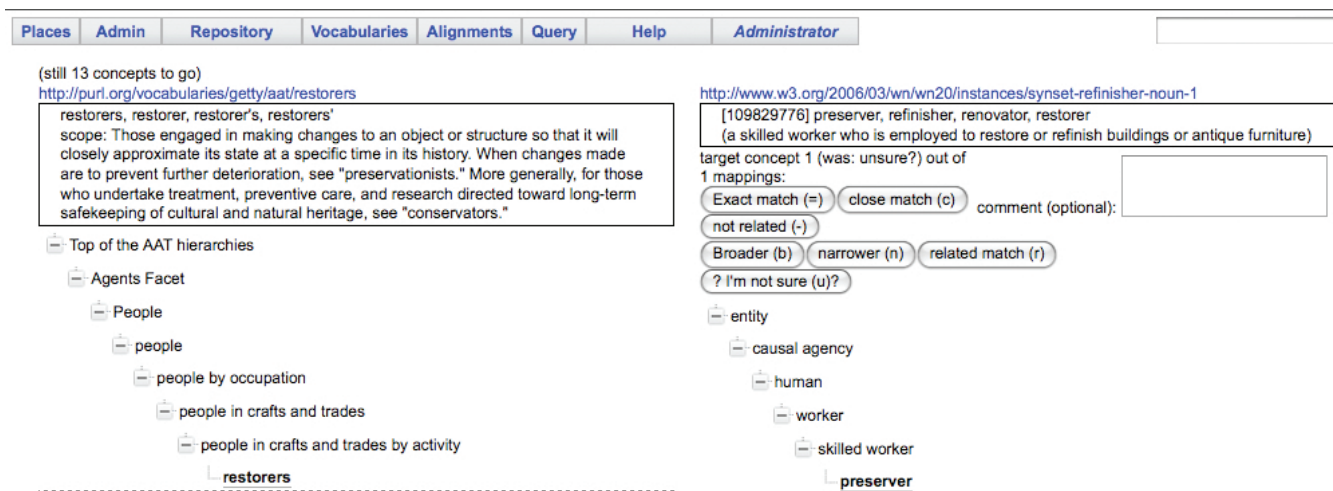 Places Admin Repository Vocabularies Alignments Query Help Administrator
(still 13 concepts to go)
http://purl.org/vocabularies/getty/aat/restorers
restorers, restorer, restorer's, restorers'
scope: Those engaged in making changes to an object or structure so that it will
closely approximate its state at a specific time in its history. When changes made
are to prevent further deterioration, see "preservationists." More generally, for those
who undertake treatment, preventive care, and research directed toward long-term
safekeeping of cultural and natural heritage, see "conservators."
Top of the AAT hierarchies
Agents Facet
People
people
people by occupation
people in crafts and trades
people in crafts and trades by activity
restorers
http://www.w3.org/2006/03/wn/wn20/instances/synset-refinisher-noun-1
[109829776] preserver, refinisher, renovator, restorer
(a skilled worker who is employed to restore or refinish buildings or antique furniture)
target concept 1 (was: unsure?) out of
1 mappings:
Exact match (=) close match (c) comment (optional):
not related (-)
Broader (b) narrower (n) related match (r)
? I'm not sure (u)?
entity
causal agency
human
worker
skilled worker
preserver